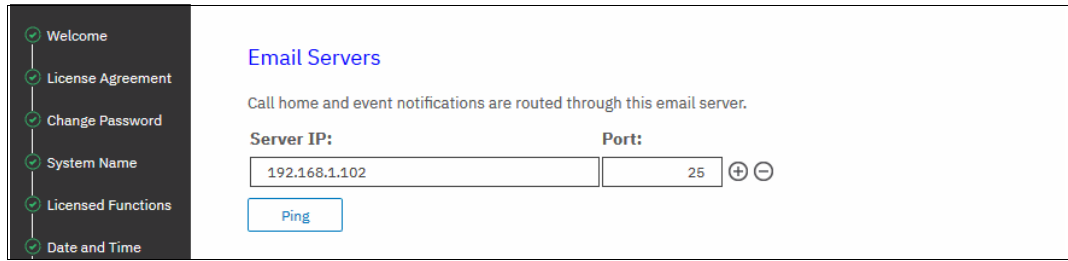 Welcome
License Agreement
Change Password
System Name
Licensed Functions
Date and Time
Email Servers
Call home and event notifications are routed through this email server.
Server IP: Port:
192.168.1.102 25
Ping